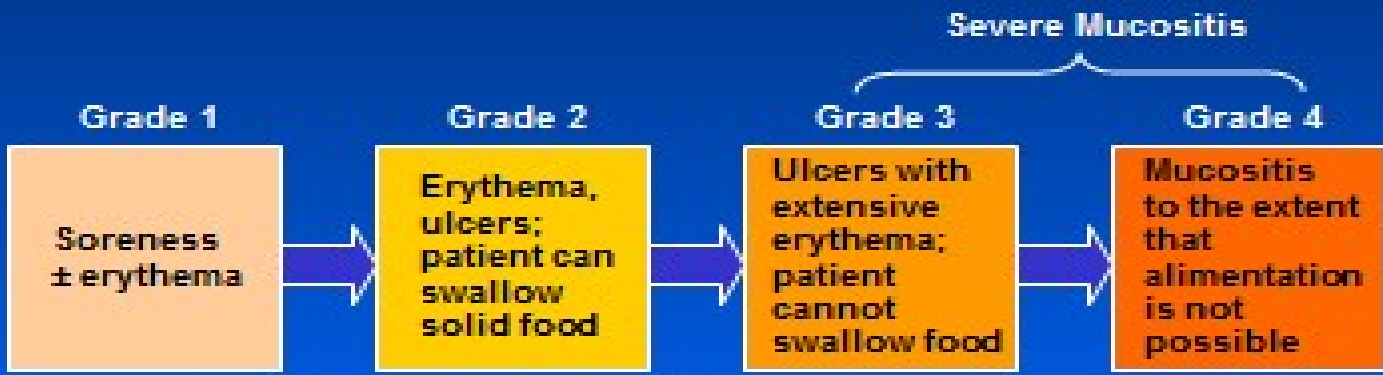 Severe Mucositis
Grade 1
Grade 2
Grade 3
Grade 4
Soreness
± erythema
Erythema,
ulcers;
patient can
swallow
solid food
Ulcers with
extensive
erythema;
patient
cannot
swallow food
Mucositis
to the extent
that
alimentation
is not
possible